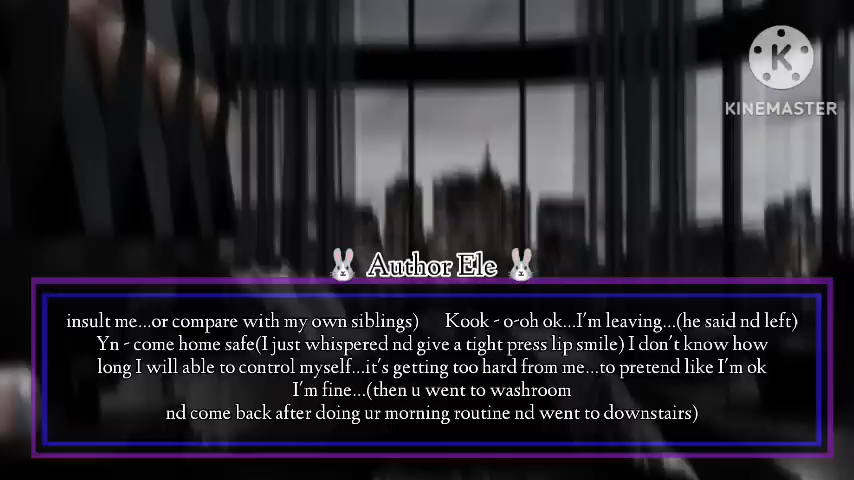 KINEMASTER
🐰 Author Ele 🐰
insult me...or compare with my own siblings) Kook - o-oh ok...I'm leaving...(he said nd left)
Yn - come home safe(I just whispered nd give a tight press lip smile) I don't know how
long I will able to control myself...it's getting too hard from me...to pretend like I'm ok
I'm fine...(then u went to washroom
nd come back after doing ur morning routine nd went to downstairs)